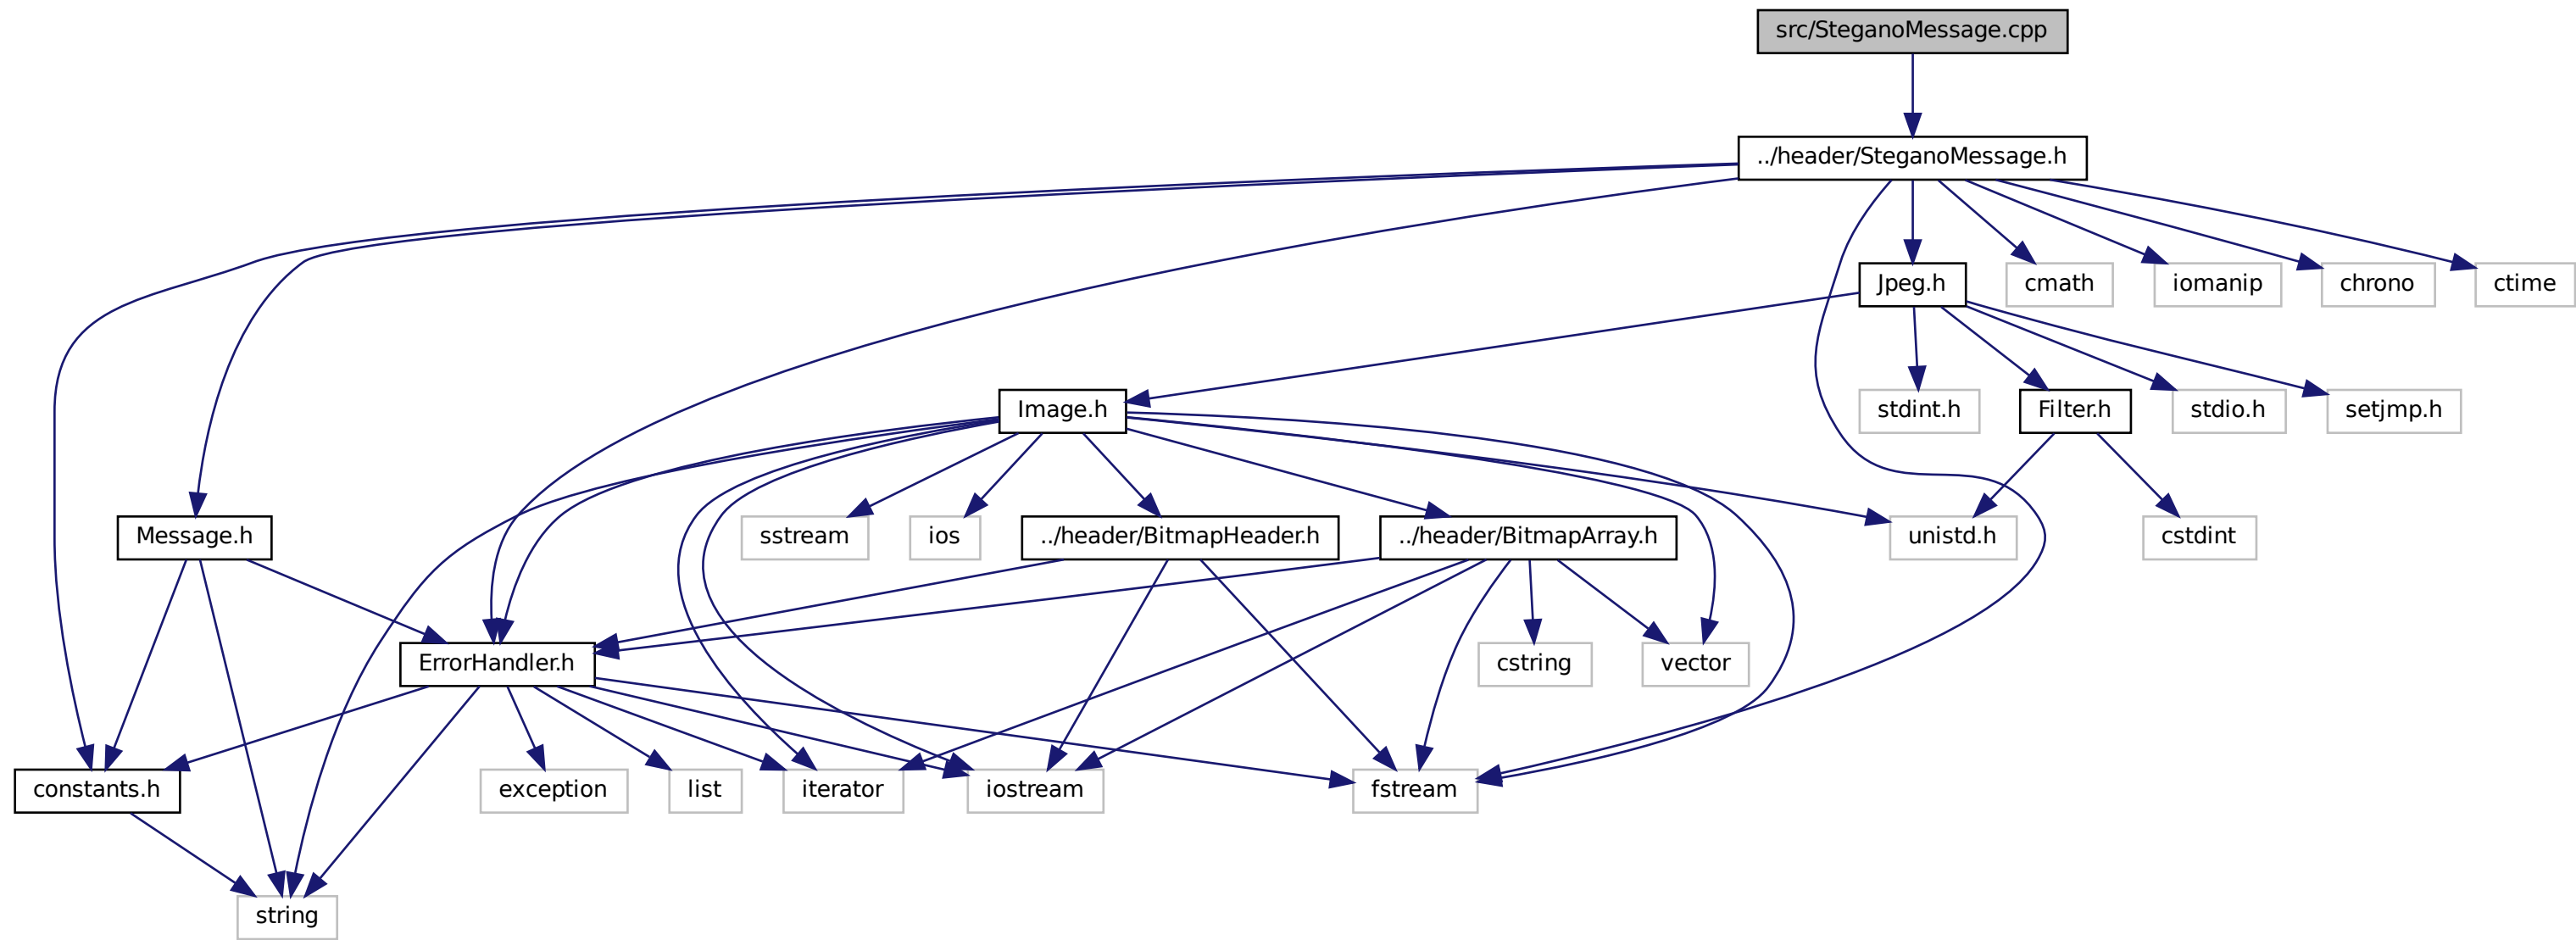 src/SteganoMessage.cpp
../header/SteganoMessage.h
Jpeg.h
cmath
iomanip
chrono
ctime
Image.h
stdint.h
Filter.h
stdio.h
setjmp.h
Message.h
sstream
ios
../header/BitmapHeader.h
../header/BitmapArray.h
unistd.h
cstdint
ErrorHandler.h
cstring
vector
constants.h
exception
list
iterator
iostream
fstream
string